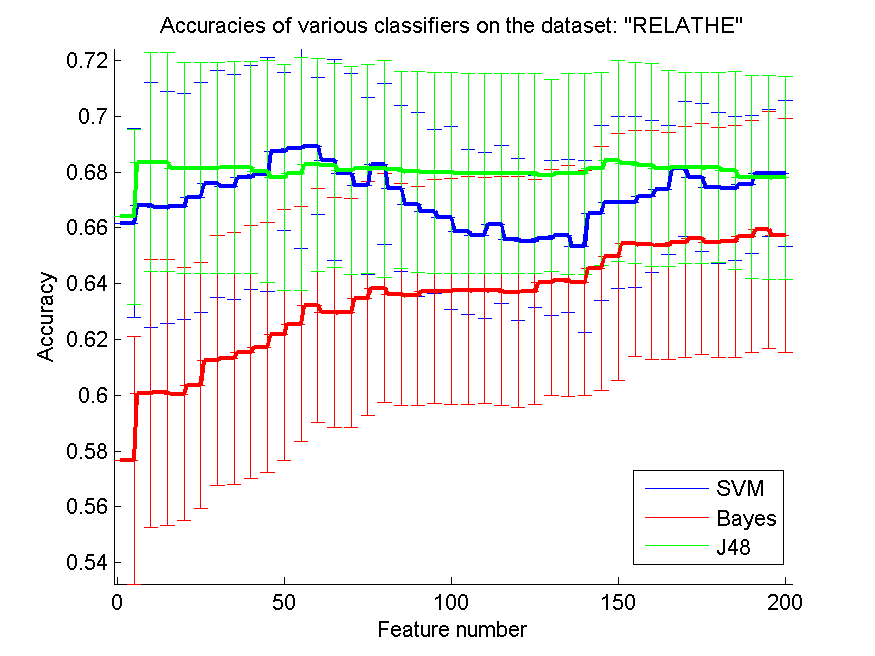 Accuracies of various classifiers on the dataset: "RELATHE"
0.72
0.7
0.68
0.66
0.64
0.62
0.6
0.58
0.56
0.54
Accuracy
SVM
Bayes
J48
0 50 100 150 200
Feature number